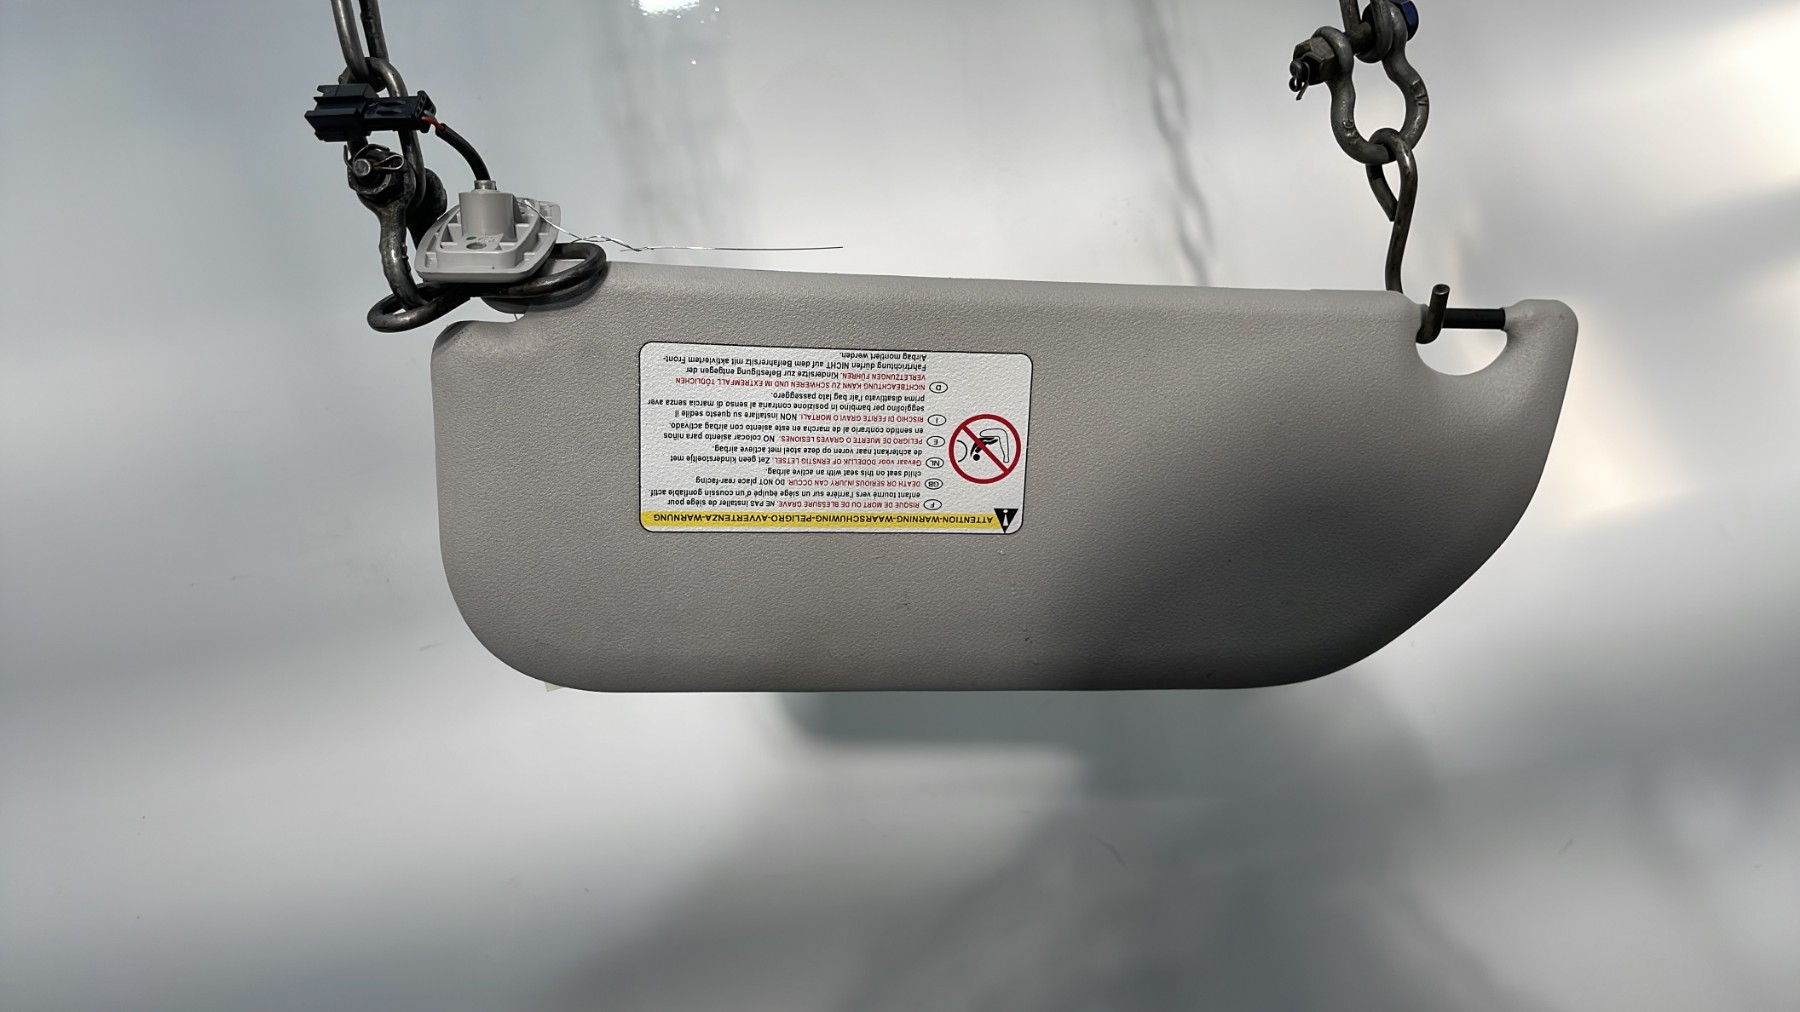 ATTENTION-WARNING-WAARSCHUWING-PELIGRO-AVVERTENZA-WARNUNG
F RISQUE DE MORT OU DE BLESSURE GRAVE. NE PAS installer de siège pour
enfant tourné vers l'arrière sur un siège équipé d'un coussin gonflable actif.
GB DEATH OR SERIOUS INJURY CAN OCCUR. DO NOT place rear-facing
child seat on this seat with an active airbag.
NL Gevaar voor DODELIJK OF ERNSTIG LETSEL. Zet geen kinderstoeltje met
de achterkant naar voren op deze stoel met actieve airbag.
E PELIGRO DE MUERTE O GRAVES LESIONES. NO colocar asiento para niños
en sentido contrario al de marcha en este asiento con airbag activado.
I RISCHIO DI FERITE GRAVI O MORTALI. NON installare su questo sedile il
seggiolino per bambino in posizione contraria al senso di marcia senza aver
prima disattivato l'air bag lato passeggero.
D NICHTBEACHTUNG KANN ZU SCHWEREN UND IM EXTREMFALL TÖDLICHEN
VERLETZUNGEN FÜHREN. Kindersitze zur Befestigung entgegen der
Fahrtrichtung dürfen NICHT auf dem Beifahrersitz mit aktiviertem Front-
Airbag montiert werden.